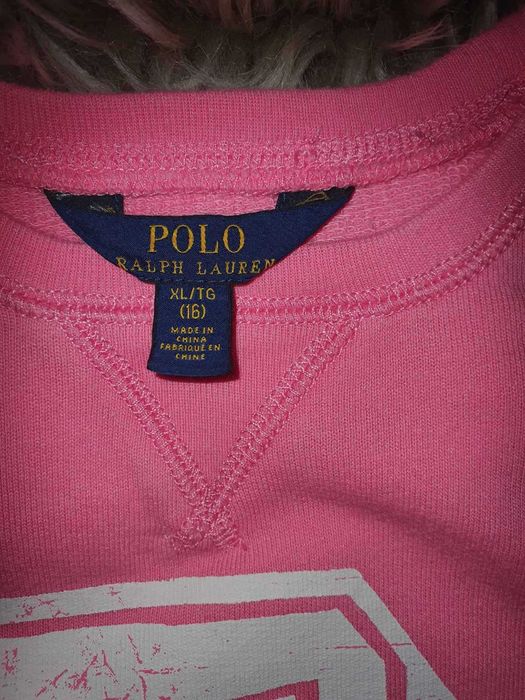 POLO
RALPH LAUREN
XL/TG
(16)
MADE IN
CHINA
FABRIQUÉ EN
CHINE